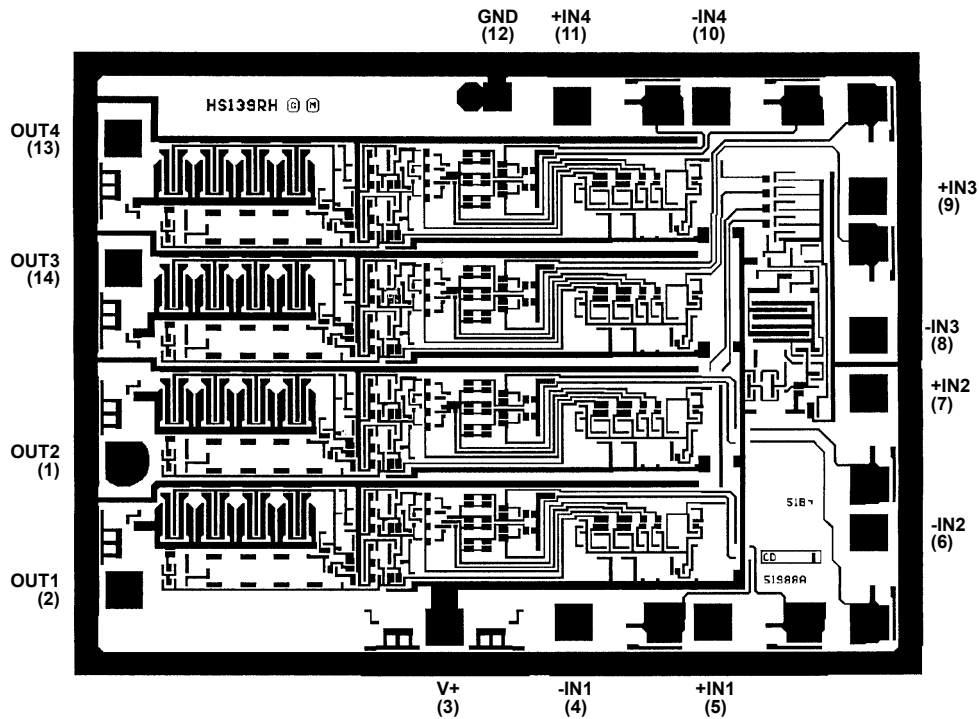 GND
(12)
+IN4
(11)
-IN4
(10)
HS139RH G M
OUT4
(13)
+IN3
(9)
OUT3
(14)
-IN3
(8)
+IN2
(7)
OUT2
(1)
-IN2
(6)
CD
51988A
OUT1
(2)
V+
(3)
-IN1
(4)
+IN1
(5)